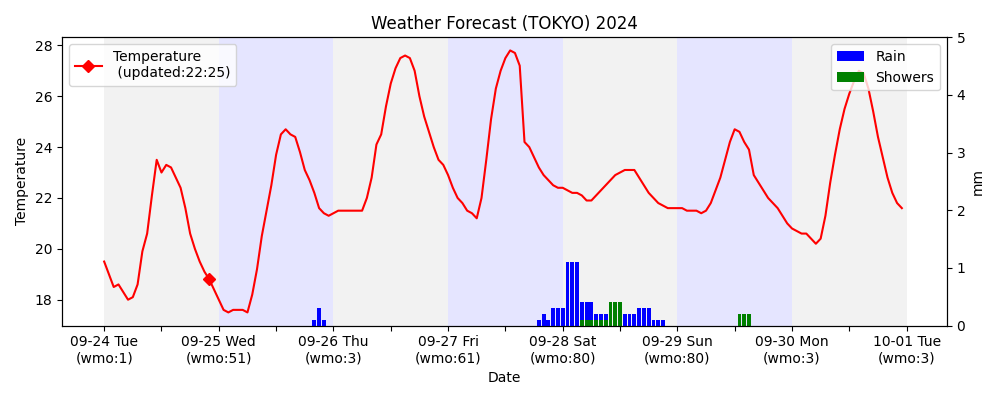 Weather Forecast (TOKYO) 2024
Temperature
(updated:22:25)
Rain
Showers
28
26
24
22
20
18
Temperature
5
4
3
2
1
0
mm
09-24 Tue
(wmo:1)
09-25 Wed
(wmo:51)
09-26 Thu
(wmo:3)
09-27 Fri
(wmo:61)
09-28 Sat
(wmo:80)
09-29 Sun
(wmo:80)
09-30 Mon
(wmo:3)
10-01 Tue
(wmo:3)
Date